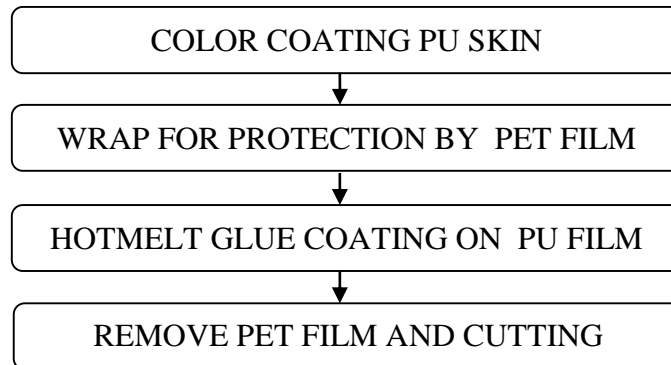 COLOR COATING PU SKIN
WRAP FOR PROTECTION BY PET FILM
HOTMELT GLUE COATING ON PU FILM
REMOVE PET FILM AND CUTTING